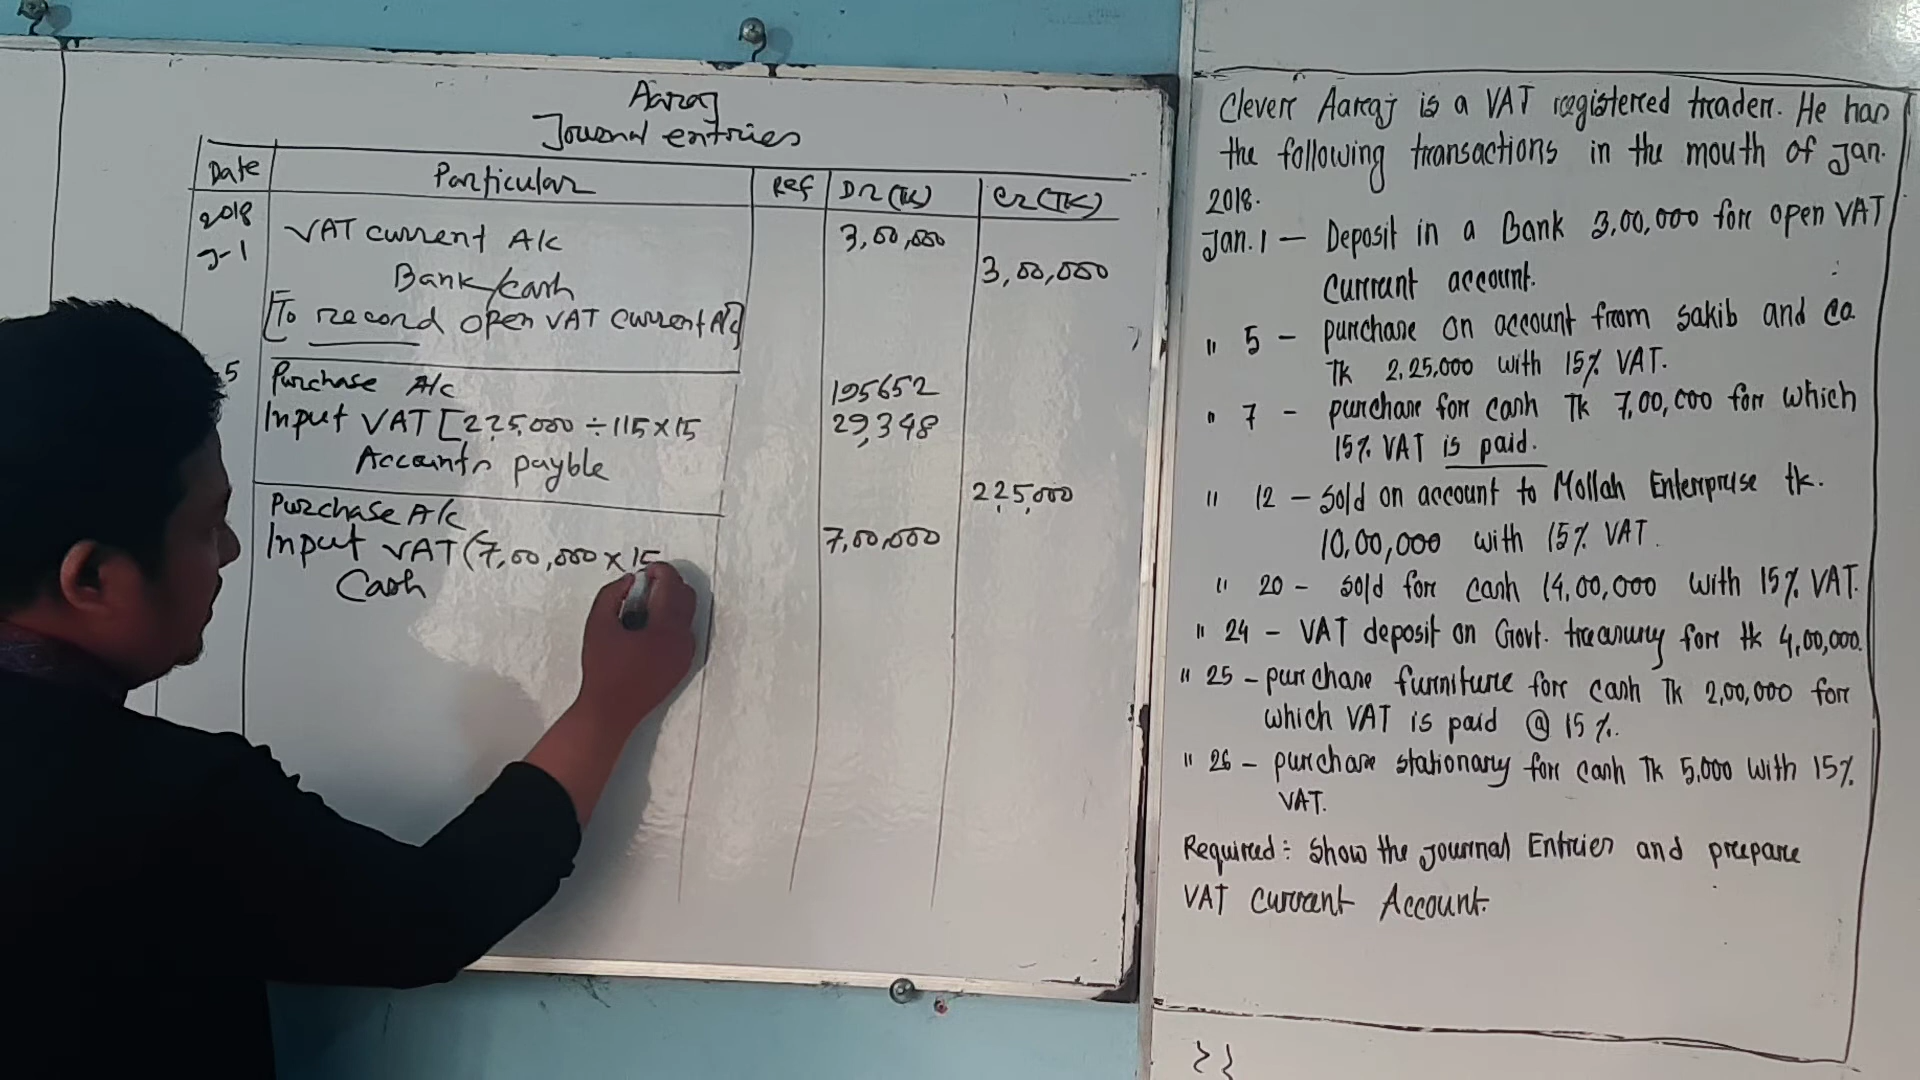 Aaraj
Journal entries
Date Particular Ref Dr(TK) Cr(TK)
2018
J-1 VAT current A/c 3,00,000
Bank/cash 3,00,000
[To record open VAT current A/c]
5 Purchase A/c 195652
Input VAT [225,000 ÷ 115 × 15 29,348
Accounts payble 225,000
Purchase A/c 7,00,000
Input VAT (7,00,000 × 15
Cash
Clever Aaraj is a VAT registered trader. He has
the following transactions in the mouth of Jan.
2018.
Jan. 1 — Deposit in a Bank 3,00,000 for open VAT
Currant account.
" 5 - purchase on account from sakib and co.
Tk 2,25,000 with 15% VAT.
" 7 - purchase for cash Tk 7,00,000 for which
15% VAT is paid.
" 12 - Sold on account to Mollah Enterprise tk.
10,00,000 with 15% VAT.
" 20 - sold for cash 14,00,000 with 15% VAT.
" 24 - VAT deposit on Govt. treasury for tk 4,00,000.
" 25 - purchase furniture for cash Tk 2,00,000 for
which VAT is paid @ 15%.
" 26 - purchase stationary for cash Tk 5,000 with 15%
VAT.
Required: Show the Journal Entries and prepare
VAT Currant Account.